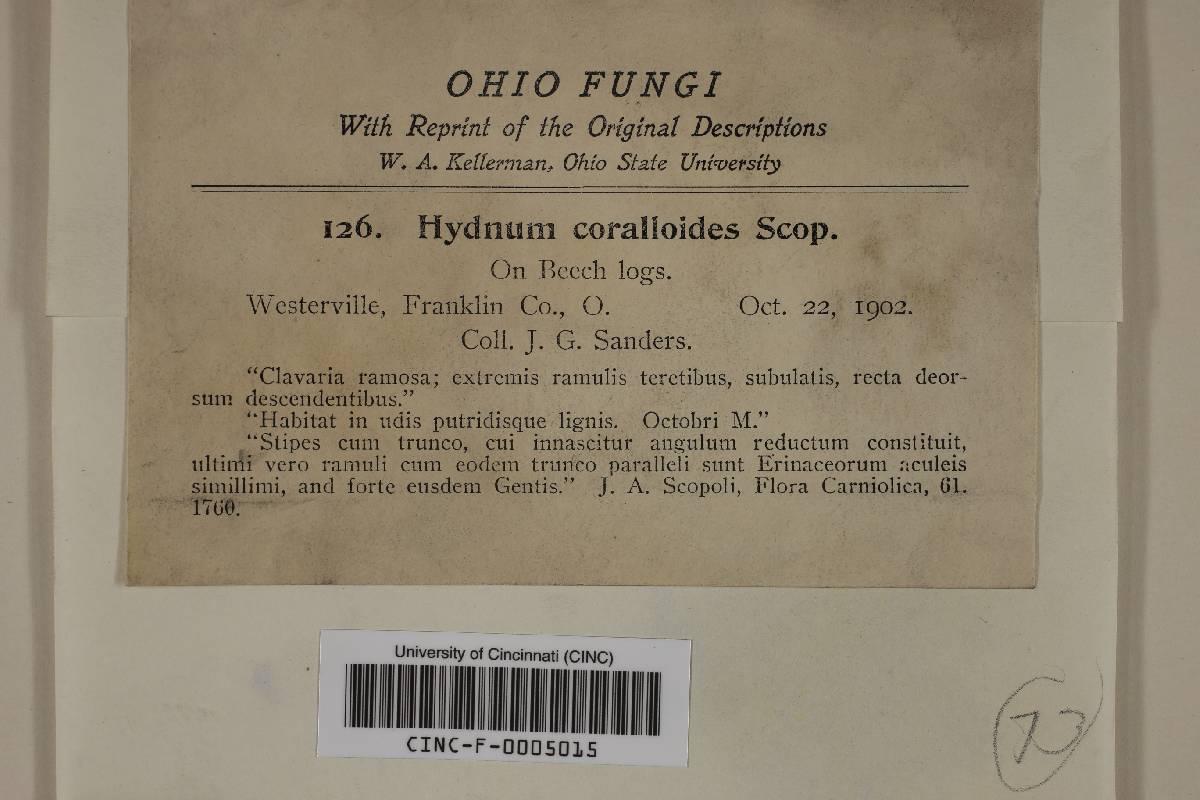 OHIO FUNGI
With Reprint of the Original Descriptions
W. A. Kellerman, Ohio State University
126. Hydnum coralloides Scop.
On Beech logs.
Westerville, Franklin Co., O. Oct. 22, 1902.
Coll. J. G. Sanders.
"Clavaria ramosa; extremis ramulis teretibus, subulatis, recta deor-
sum descendentibus."
"Habitat in udis putridisque lignis. Octobri M."
"Stipes cum trunco, cui innascitur angulum reductum constituit,
ultimi vero ramuli cum eodem trunco paralleli sunt Erinaceorum aculeis
simillimi, and forte eusdem Gentis." J. A. Scopoli, Flora Carniolica, 61.
1760.
University of Cincinnati (CINC)
CINC-F-0005015